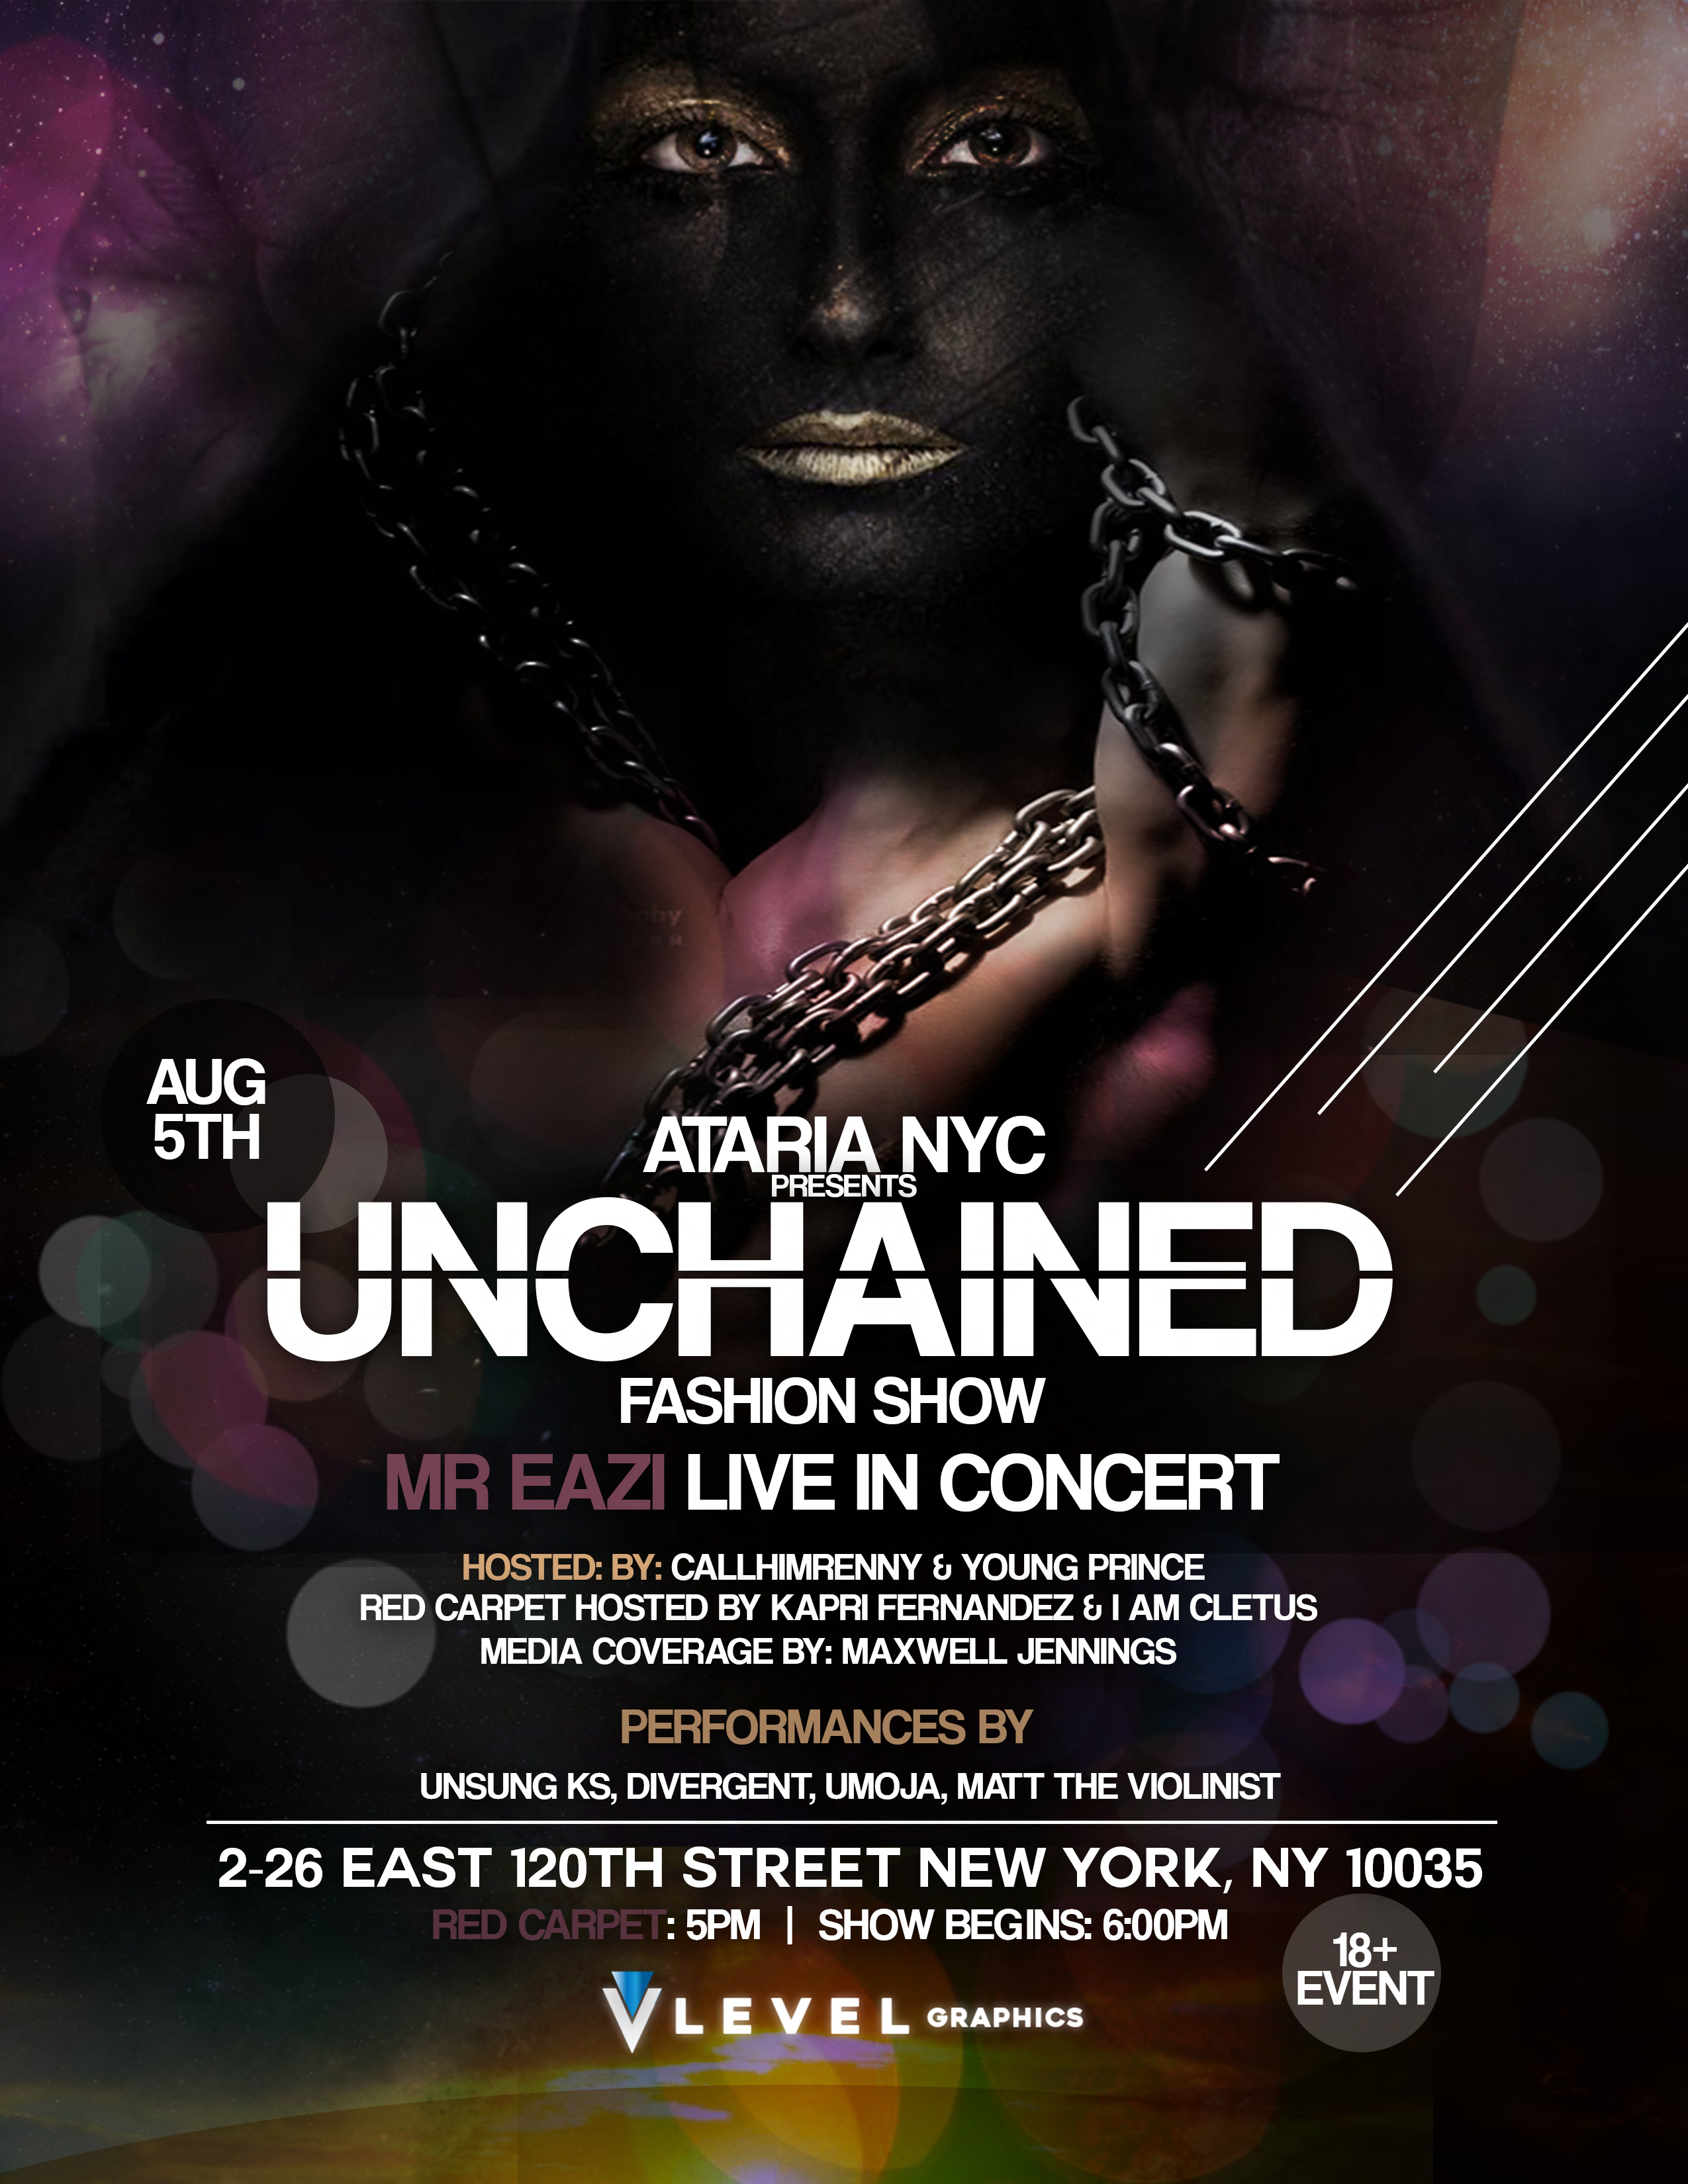 AUG
5TH
ATARIA NYC
PRESENTS
UNCHAINED
FASHION SHOW
MR EAZI LIVE IN CONCERT
HOSTED: BY: CALLHIMRENNY & YOUNG PRINCE
RED CARPET HOSTED BY KAPRI FERNANDEZ & I AM CLETUS
MEDIA COVERAGE BY: MAXWELL JENNINGS
PERFORMANCES BY
UNSUNG KS, DIVERGENT, UMOJA, MATT THE VIOLINIST
2-26 EAST 120TH STREET NEW YORK, NY 10035
RED CARPET: 5PM | SHOW BEGINS: 6:00PM
18+
EVENT
LEVEL GRAPHICS